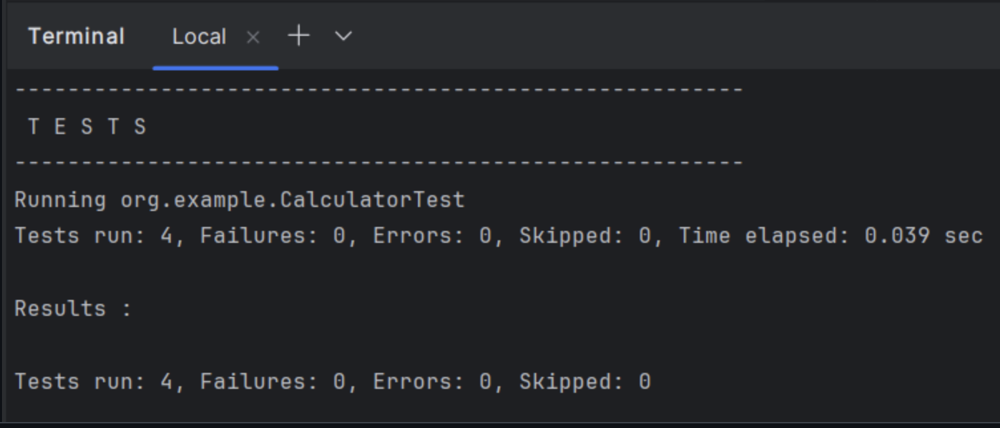 Terminal Local × + ⌄
-------------------------------------------------------
 T E S T S
-------------------------------------------------------
Running org.example.CalculatorTest
Tests run: 4, Failures: 0, Errors: 0, Skipped: 0, Time elapsed: 0.039 sec
Results :
Tests run: 4, Failures: 0, Errors: 0, Skipped: 0